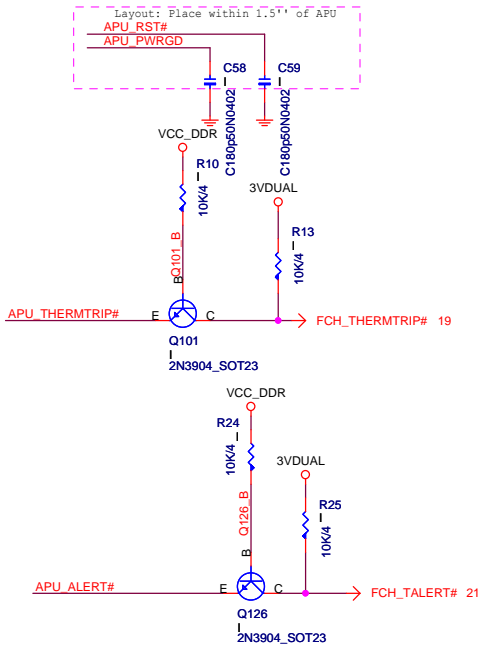 Layout: Place within 1.5'' of APU
APU_RST#
APU_PWRGD
C58
C180p50N0402
C59
C180p50N0402
VCC_DDR
R10
10K/4
3VDUAL
R13
10K/4
Q101_B
B
APU_THERMTRIP#
E
C
FCH_THERMTRIP# 19
Q101
2N3904_SOT23
VCC_DDR
R24
10K/4
3VDUAL
R25
10K/4
Q126_B
B
APU_ALERT#
E
C
FCH_TALERT# 21
Q126
2N3904_SOT23